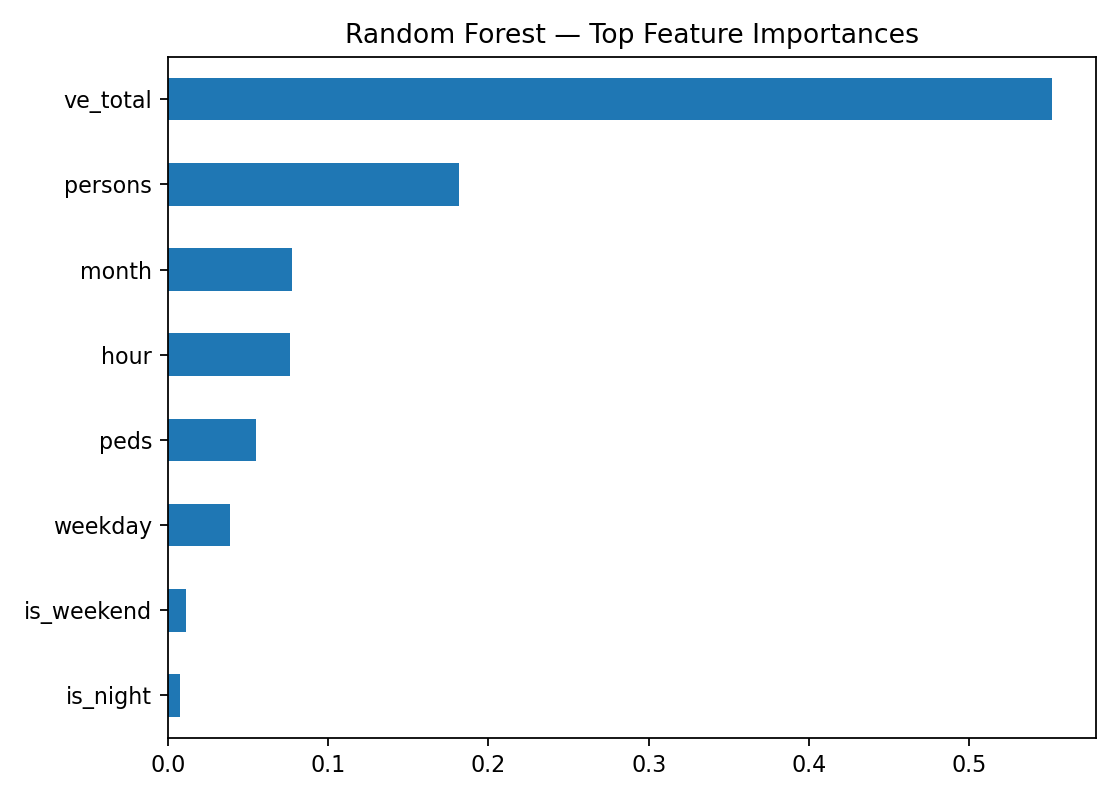 Random Forest — Top Feature Importances
ve_total
persons
month
hour
peds
weekday
is_weekend
is_night
0.0 0.1 0.2 0.3 0.4 0.5